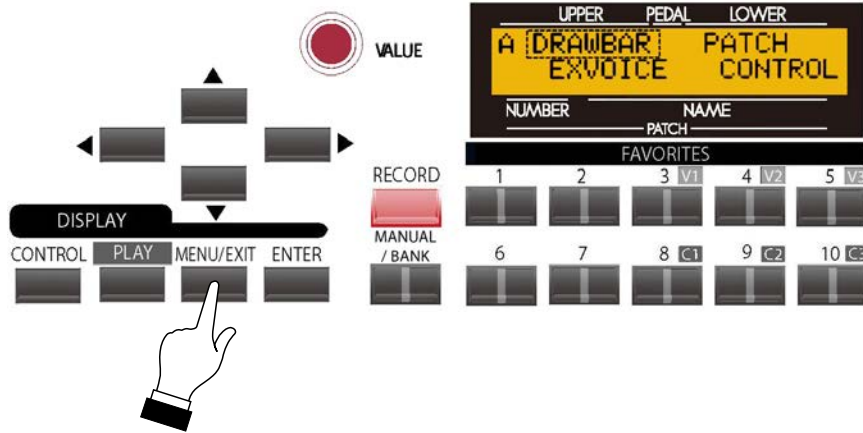 UPPER PEDAL LOWER
VALUE
A DRAWBAR PATCH
EXVOICE CONTROL
NUMBER NAME
PATCH
FAVORITES
RECORD
1 2 3 V1 4 V2 5 V3
DISPLAY
MANUAL
/ BANK
CONTROL PLAY MENU/EXIT ENTER
6 7 8 C1 9 C2 10 C3